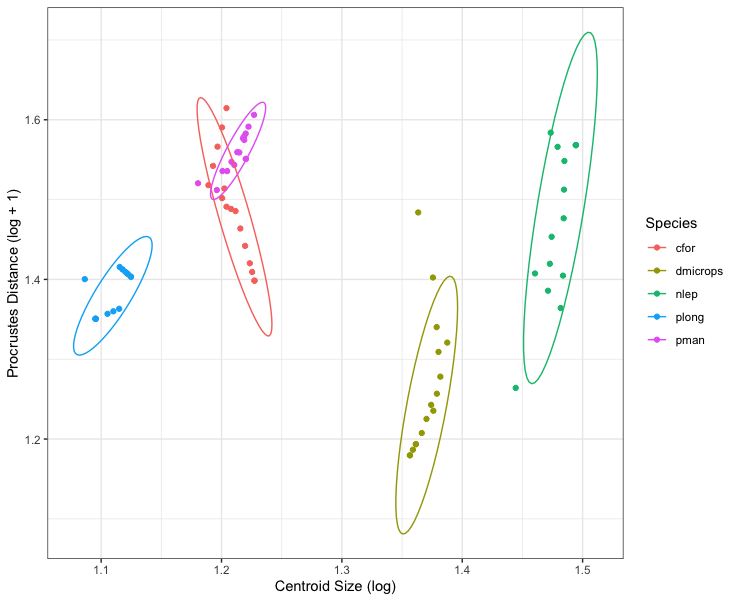 Procrustes Distance (log + 1)
1.6
1.4
1.2
1.1 1.2 1.3 1.4 1.5
Centroid Size (log)
Species
cfor
dmicrops
nlep
plong
pman